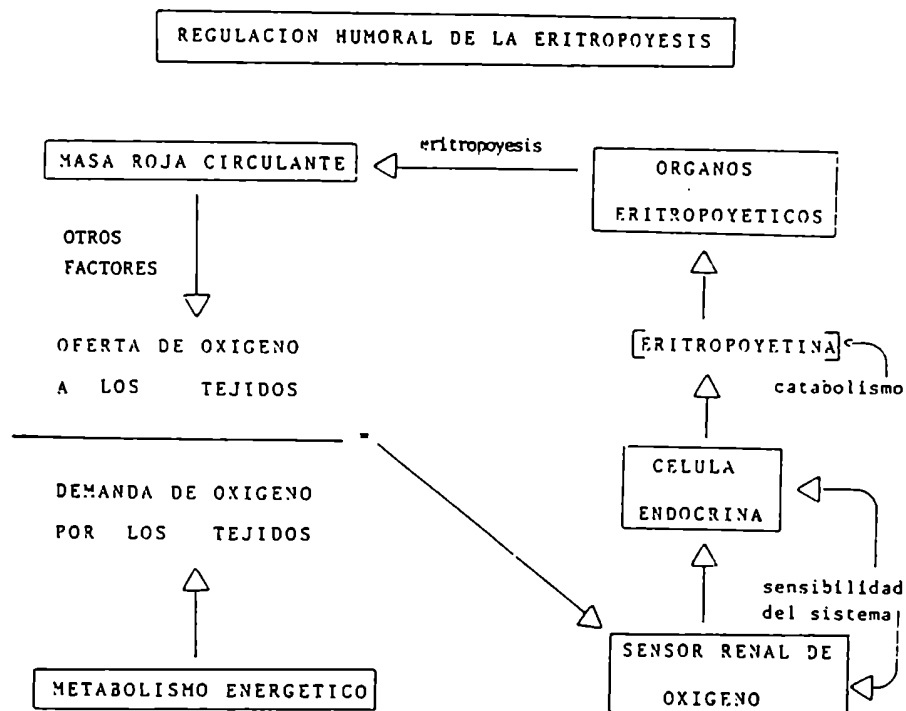 REGULACION HUMORAL DE LA ERITROPOYESIS
eritropoyesis
MASA ROJA CIRCULANTE
ORGANOS
ERITROPOYETICOS
OTROS
FACTORES
OFERTA DE OXIGENO
A LOS TEJIDOS
[ERITROPOYETINA]
catabolismo
=
CELULA
ENDOCRINA
DEMANDA DE OXIGENO
POR LOS TEJIDOS
sensibilidad
del sistema
SENSOR RENAL DE
OXIGENO
METABOLISMO ENERGETICO